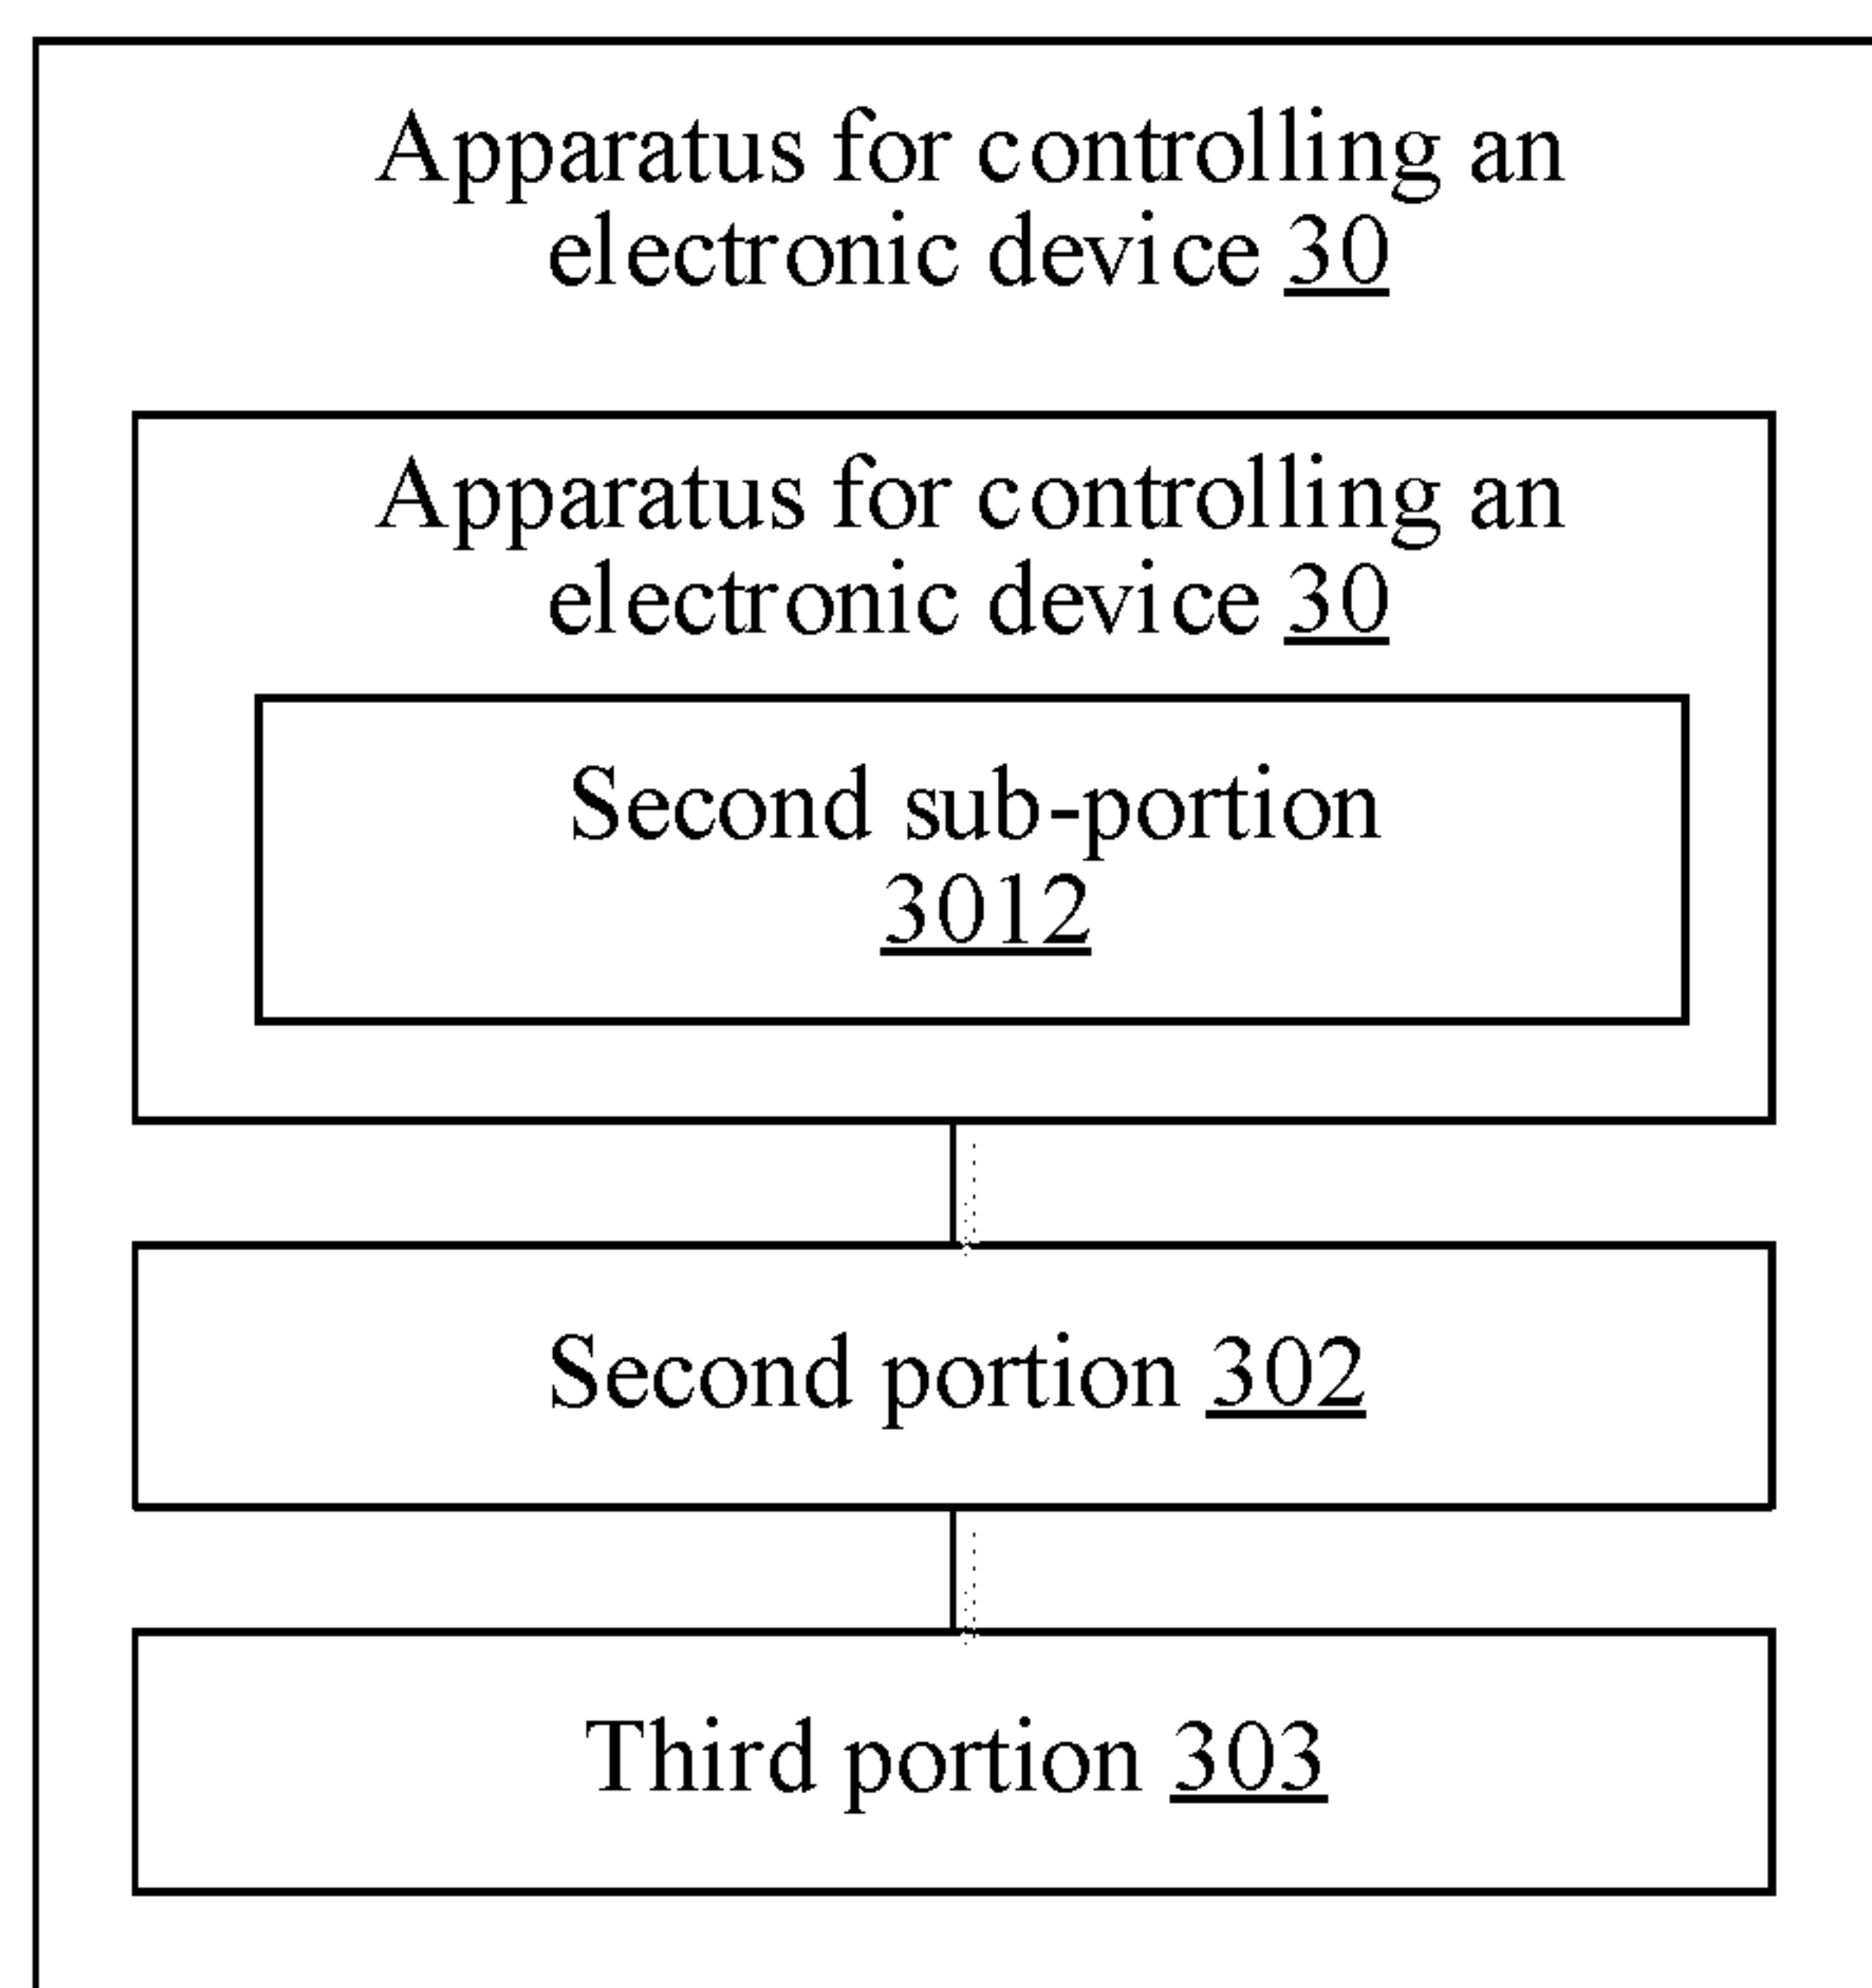 Apparatus for controlling an
electronic device 30
Apparatus for controlling an
electronic device 30
Second sub-portion
3012
Second portion 302
Third portion 303